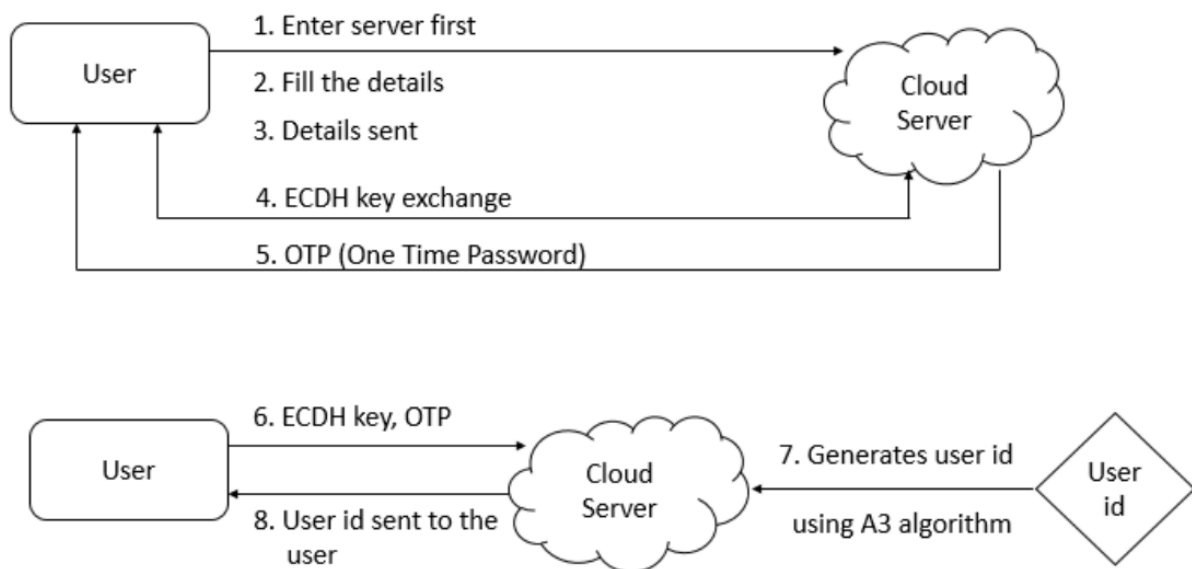 1. Enter server first
User
2. Fill the details
3. Details sent
Cloud
Server
4. ECDH key exchange
5. OTP (One Time Password)
6. ECDH key, OTP
User
8. User id sent to the
user
Cloud
Server
7. Generates user id
using A3 algorithm
User
id